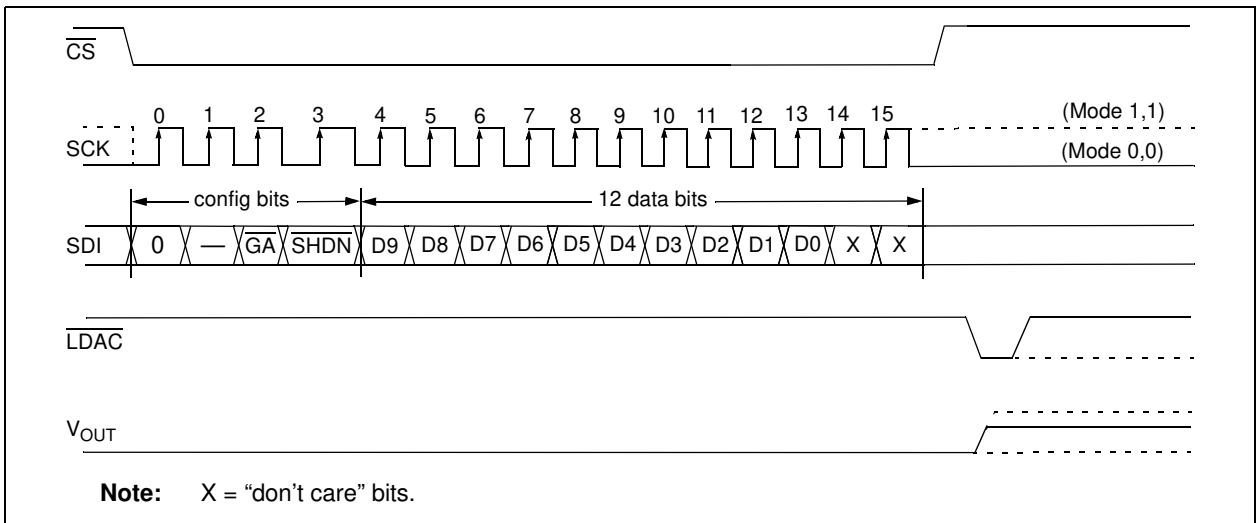 CS
0 1 2 3 4 5 6 7 8 9 10 11 12 13 14 15 (Mode 1,1)
SCK (Mode 0,0)
config bits 12 data bits
SDI 0 — GA SHDN D9 D8 D7 D6 D5 D4 D3 D2 D1 D0 X X
LDAC
VOUT
Note: X = “don't care” bits.